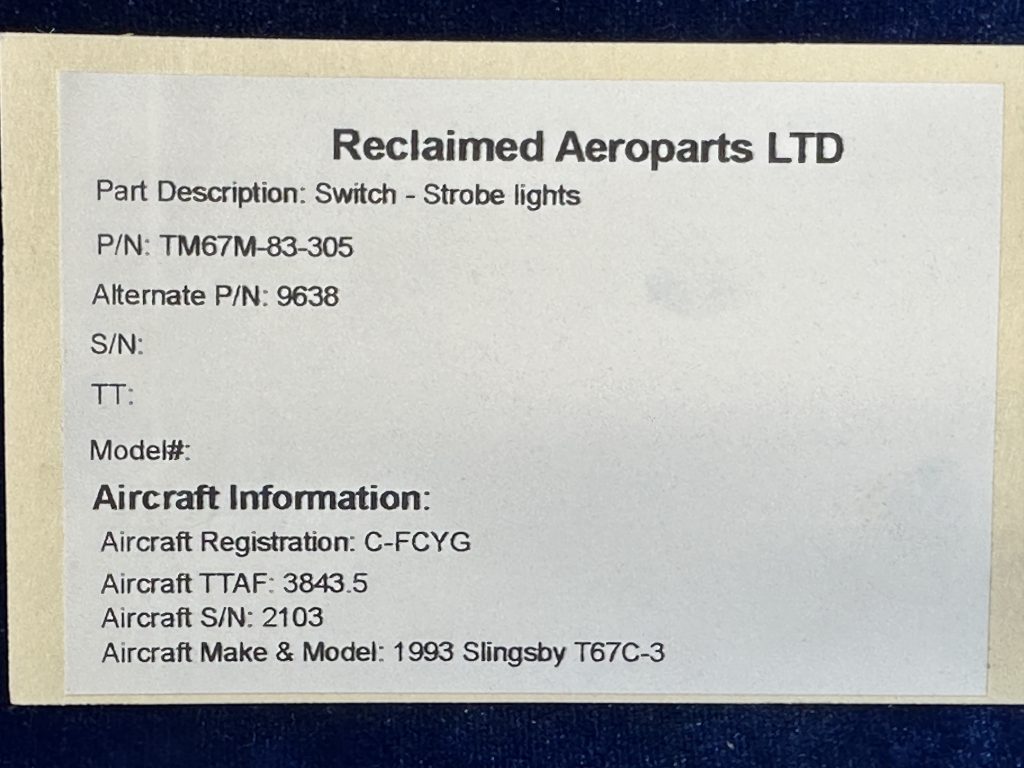 Reclaimed Aeroparts LTD
Part Description: Switch - Strobe lights
P/N: TM67M-83-305
Alternate P/N: 9638
S/N:
TT:
Model#:
Aircraft Information:
Aircraft Registration: C-FCYG
Aircraft TTAF: 3843.5
Aircraft S/N: 2103
Aircraft Make & Model: 1993 Slingsby T67C-3